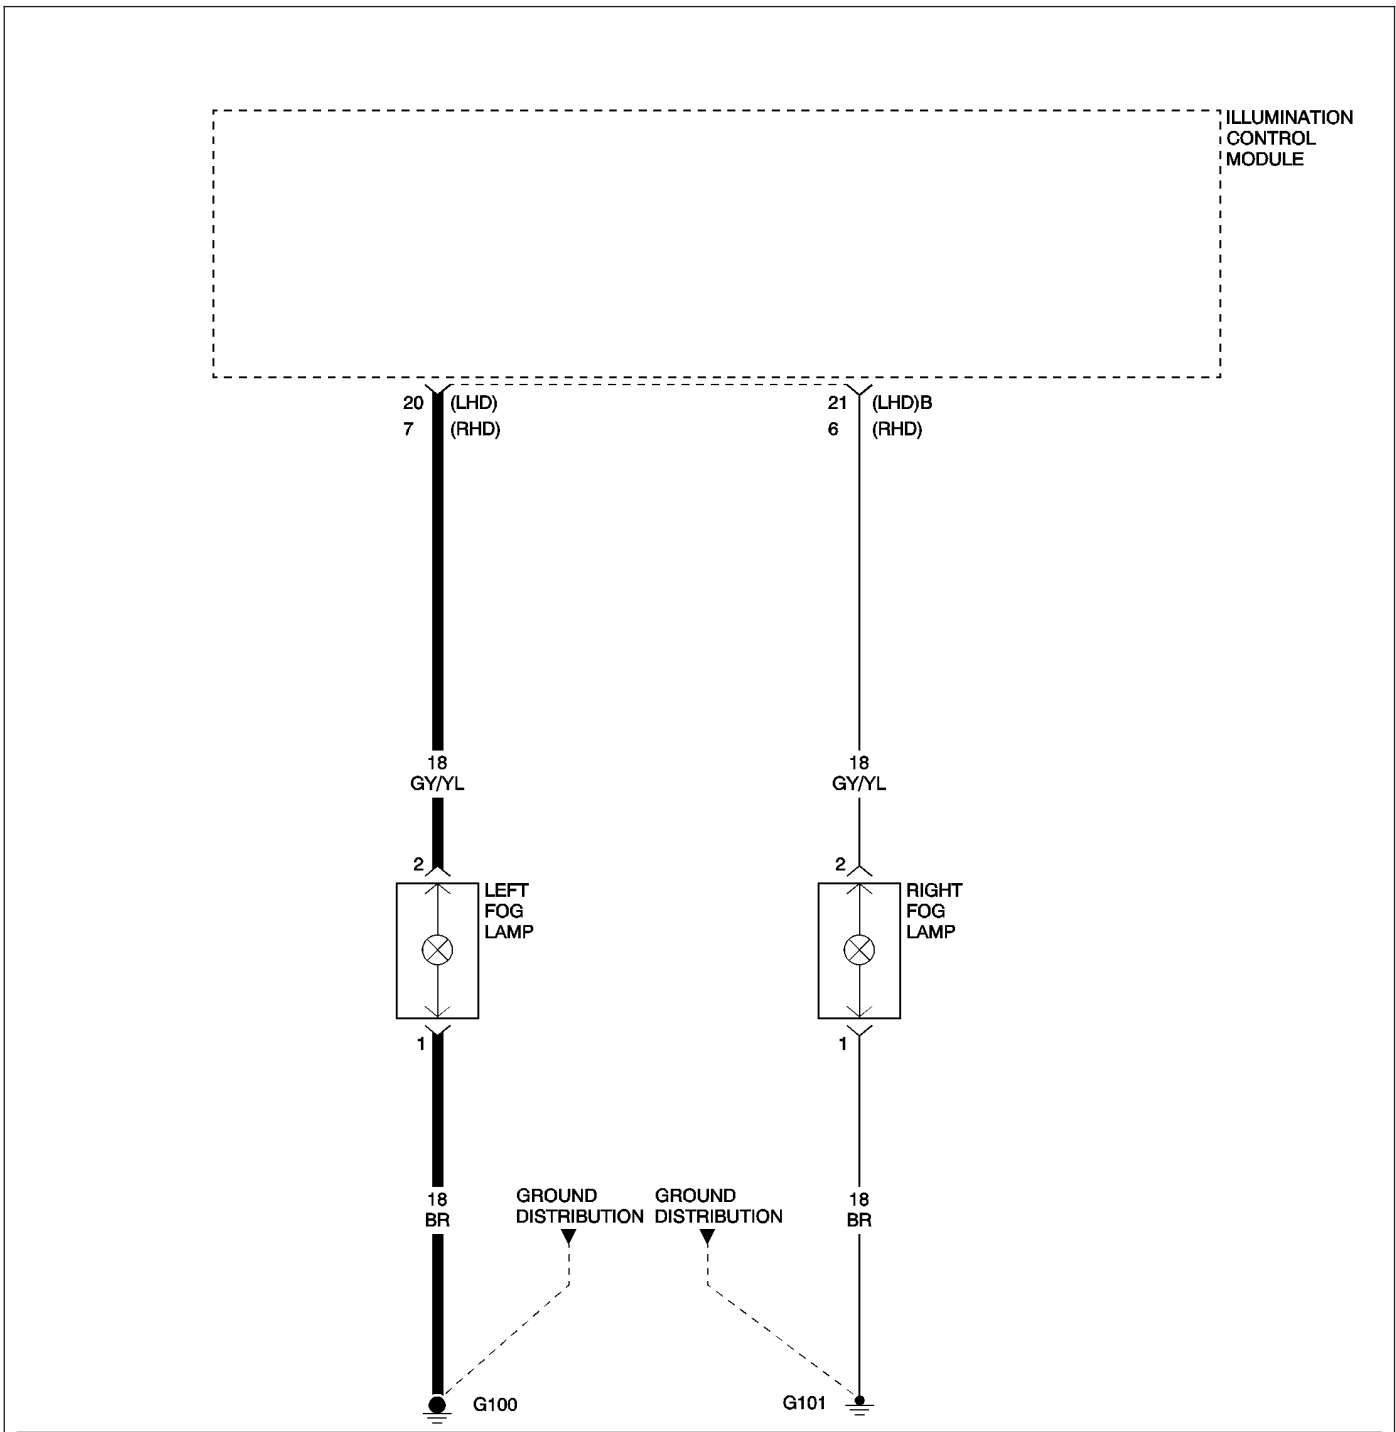 ILLUMINATION
CONTROL
MODULE
20 (LHD)
7 (RHD)
21 (LHD)B
6 (RHD)
18
GY/YL
18
GY/YL
2
LEFT
FOG
LAMP
2
RIGHT
FOG
LAMP
1
1
18
BR
GROUND
DISTRIBUTION
GROUND
DISTRIBUTION
18
BR
G100
G101